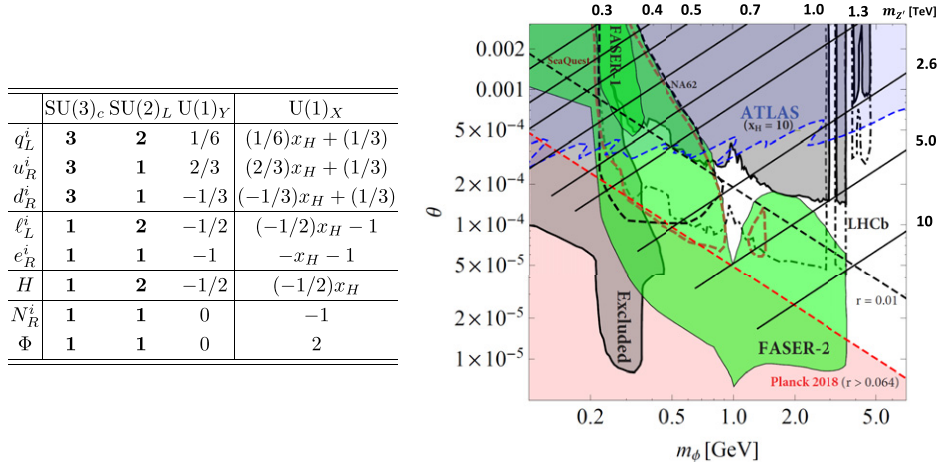 SU(3)c SU(2)L U(1)Y U(1)X
q_L^i 3 2 1/6 (1/6)x_H + (1/3)
u_R^i 3 1 2/3 (2/3)x_H + (1/3)
d_R^i 3 1 −1/3 (−1/3)x_H + (1/3)
ℓ_L^i 1 2 −1/2 (−1/2)x_H − 1
e_R^i 1 1 −1 −x_H − 1
H 1 2 −1/2 (−1/2)x_H
N_R^i 1 1 0 −1
Φ 1 1 0 2
0.3 0.4 0.5 0.7 1.0 1.3 m_Z' [TeV]
0.002
0.001
5 × 10^−4
2 × 10^−4
1 × 10^−4
5 × 10^−5
2 × 10^−5
1 × 10^−5
θ
SeaQuest
FASER-1
NA62
ATLAS
(x_H = 10)
LHCb
r = 0.01
Excluded
FASER-2
Planck 2018 (r > 0.064)
2.6
5.0
10
0.2 0.5 1.0 2.0 5.0
m_ϕ [GeV]